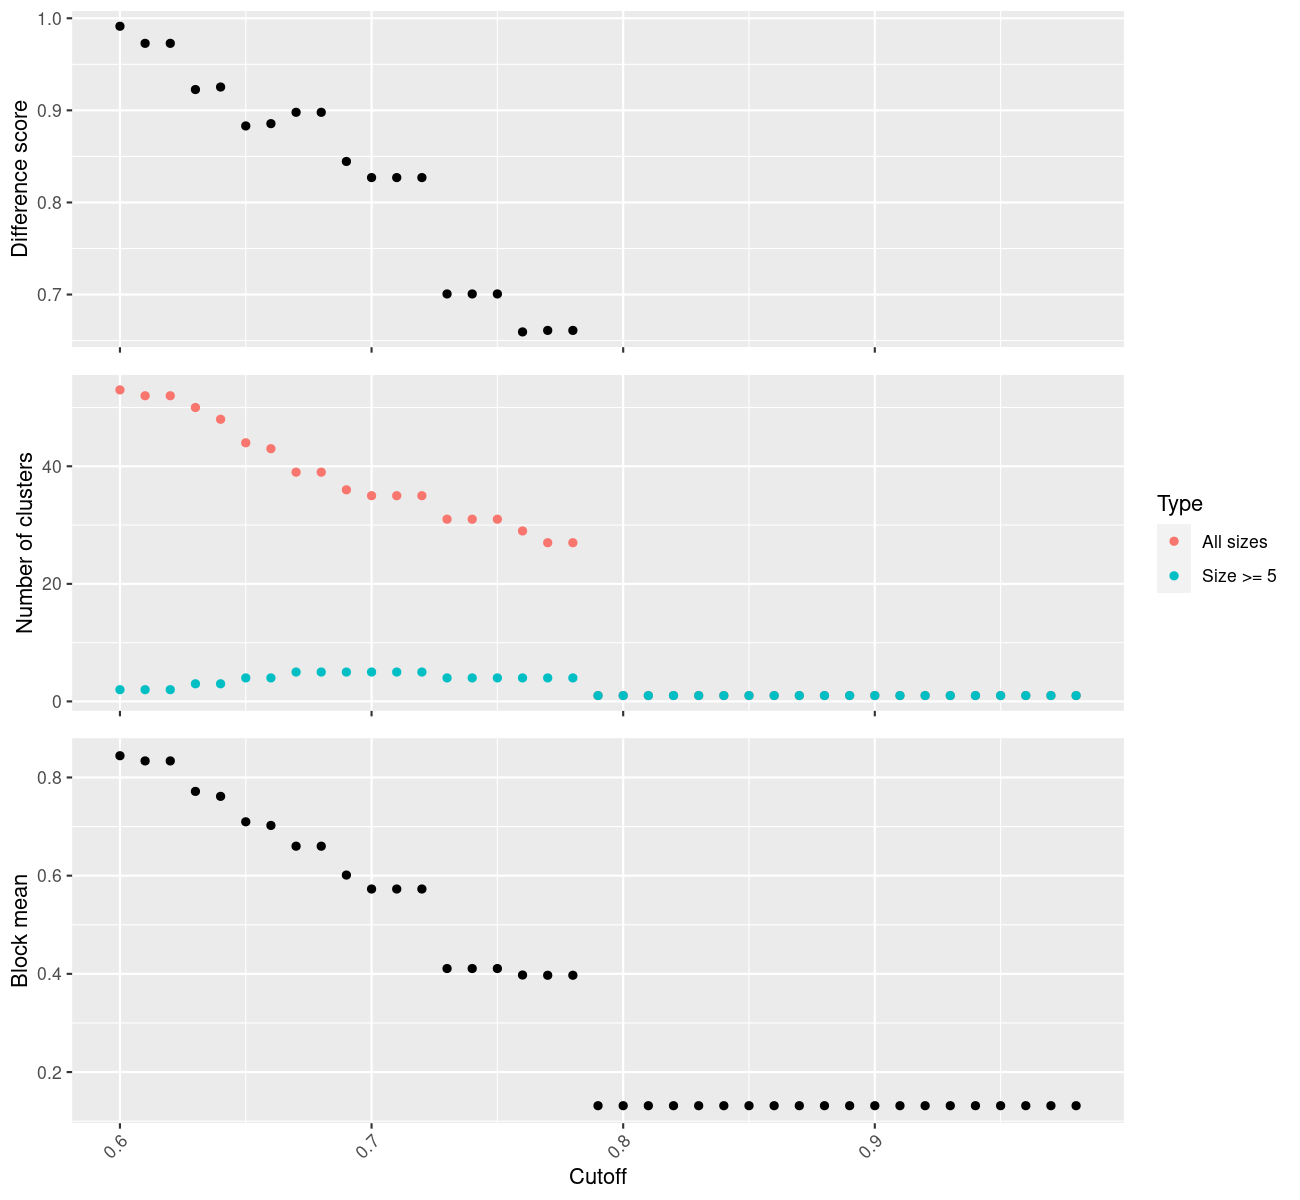 1.0
0.9
0.8
0.7
Difference score
40
20
0
Number of clusters
Type
All sizes
Size >= 5
0.8
0.6
0.4
0.2
Block mean
0.6
0.7
0.8
0.9
Cutoff